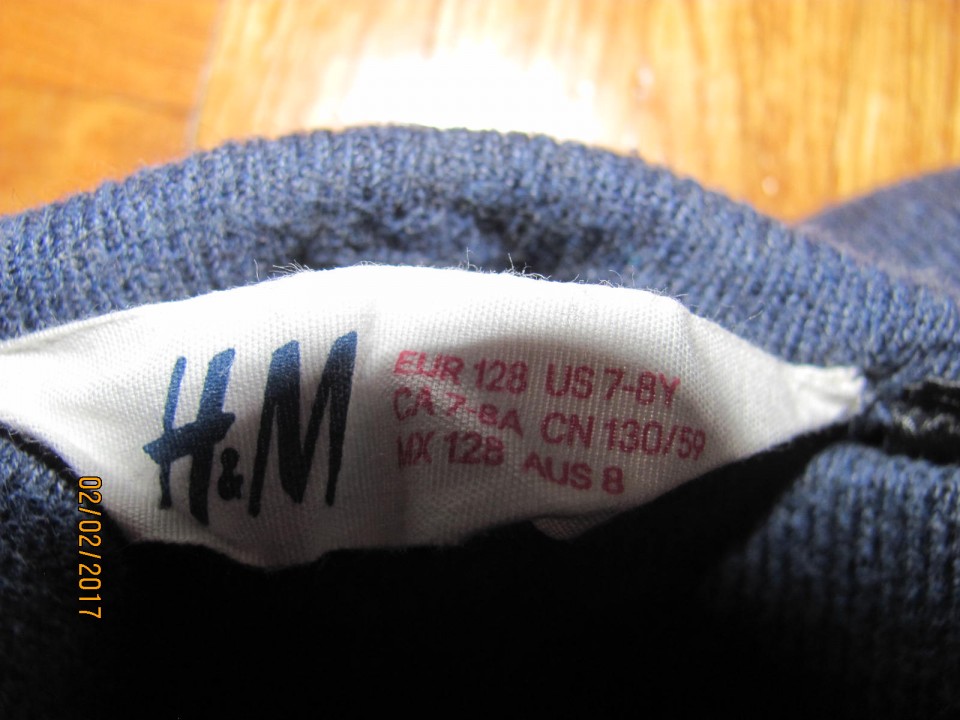 H&M
EUR 128 US 7-8Y
CA 7-8A CN 130/59
MX 128 AUS 8
02/02/2017